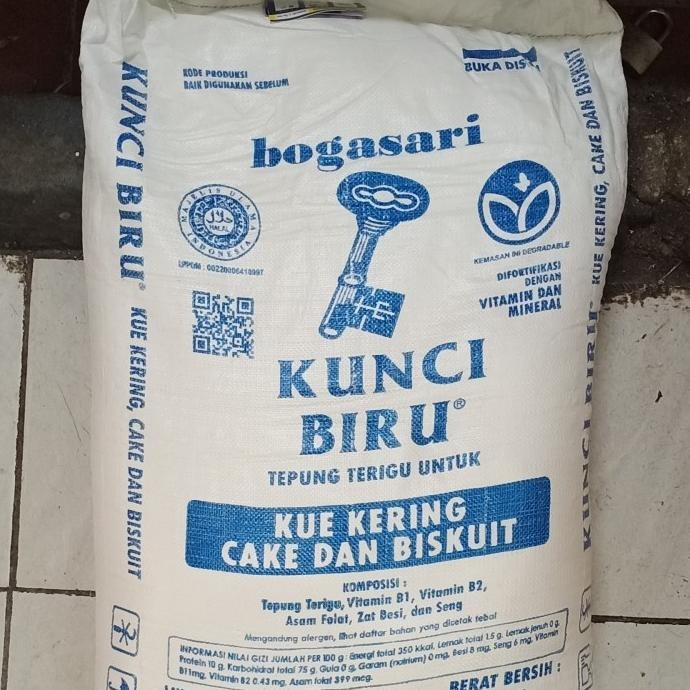 KODE PRODUKSI
BAIK DIGUNAKAN SEBELUM
BUKA
bogasari
MAJELIS ULAMA INDONESIA
HALAL
KEMASAN INI DEGRADABLE
DIFORTIFIKASI
DENGAN
VITAMIN DAN
MINERAL
KUNCI
BIRU®
TEPUNG TERIGU UNTUK
KUE KERING
CAKE DAN BISKUIT
KOMPOSISI :
Tepung Terigu, Vitamin B1, Vitamin B2,
Asam Folat, Zat Besi, dan Seng
Mengandung alergen, lihat daftar bahan yang dicetak tebal
INFORMASI NILAI GIZI JUMLAH PER 100 g : Energi total 350 kkal, Lemak total 1.5 g, Lemak jenuh 0 g,
Protein 10 g, Karbohidrat total 75 g, Gula 0 g, Garam (natrium) 0 mg, Besi 8 mg, Seng 6 mg, Vitamin
B1 1mg, Vitamin B2 0.43 mg, Asam folat 399 mcg.
BERAT BERSIH :
KUNCI BIRU® KUE KERING, CAKE DAN BISKUIT
KUNCI BIRU® KUE KERING, CAKE DAN BISKUIT